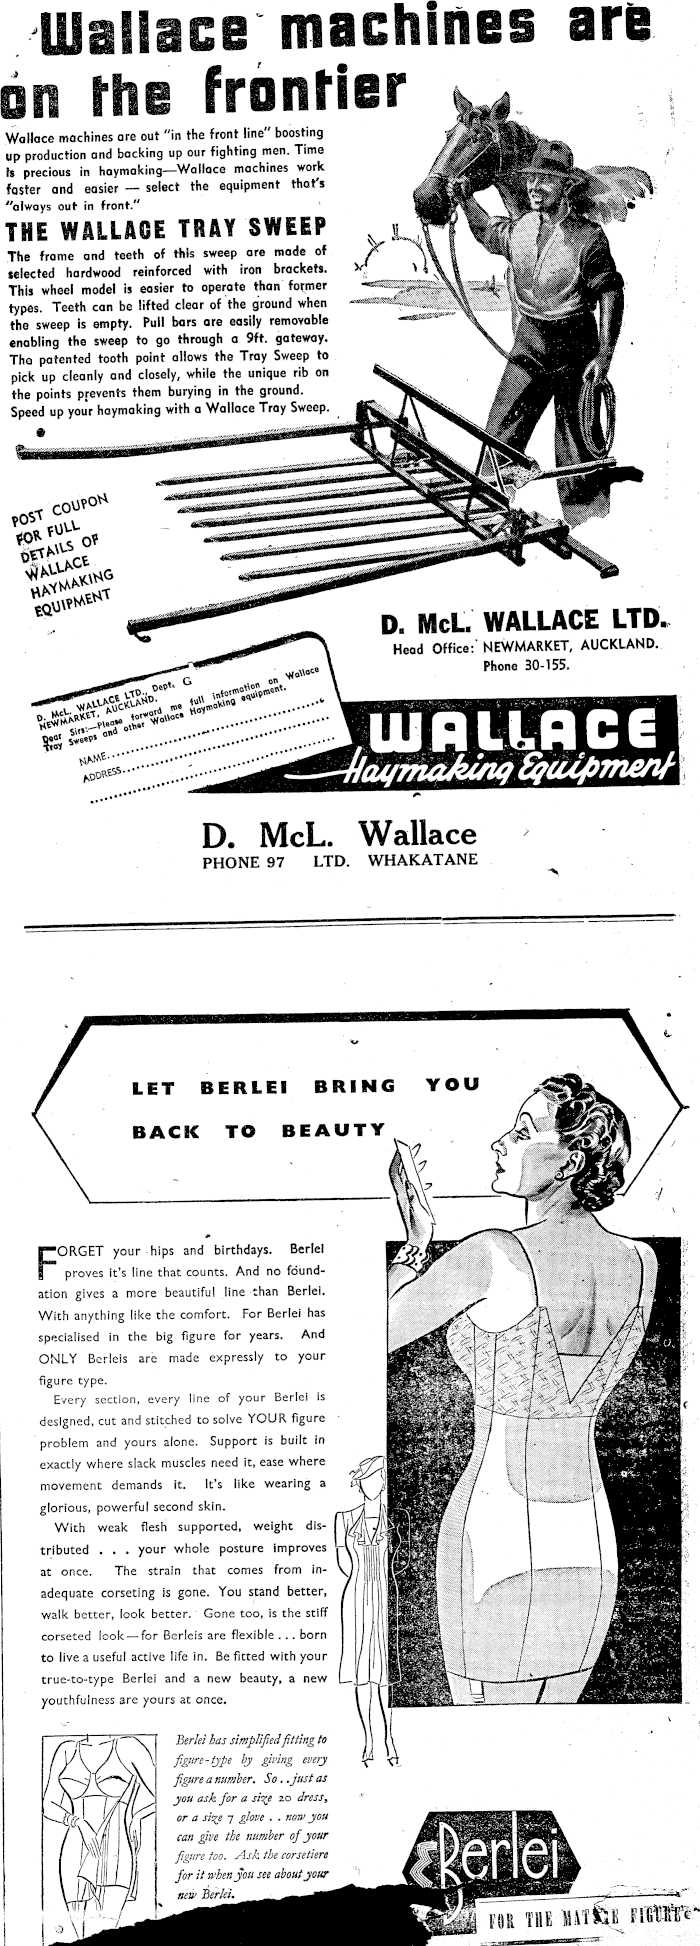 Wallace machines are
on the frontier
Wallace machines are out "in the front line" boosting
up production and backing up our fighting men. Time
is precious in haymaking—Wallace machines work
faster and easier — select the equipment that's
"always out in front."
THE WALLACE TRAY SWEEP
The frame and teeth of this sweep are made of
selected hardwood reinforced with iron brackets.
This wheel model is easier to operate than former
types. Teeth can be lifted clear of the ground when
the sweep is empty. Pull bars are easily removable
enabling the sweep to go through a 9ft. gateway.
The patented tooth point allows the Tray Sweep to
pick up cleanly and closely, while the unique rib on
the points prevents them burying in the ground.
Speed up your haymaking with a Wallace Tray Sweep.
POST COUPON
FOR FULL
DETAILS OF
WALLACE
HAYMAKING
EQUIPMENT
D. McL. WALLACE LTD.
Head Office: NEWMARKET, AUCKLAND.
Phone 30-155.
D. McL. WALLACE LTD., Dept. G
NEWMARKET, AUCKLAND.
Dear Sirs:—Please forward me full information on Wallace
Tray Sweeps and other Wallace Haymaking equipment.
NAME
ADDRESS
WALLACE
Haymaking Equipment
D. McL. Wallace
PHONE 97 LTD. WHAKATANE
LET BERLEI BRING YOU
BACK TO BEAUTY
FORGET your hips and birthdays. Berlei
proves it's line that counts. And no found-
ation gives a more beautiful line than Berlei.
With anything like the comfort. For Berlei has
specialised in the big figure for years. And
ONLY Berleis are made expressly to your
figure type.
Every section, every line of your Berlei is
designed, cut and stitched to solve YOUR figure
problem and yours alone. Support is built in
exactly where slack muscles need it, ease where
movement demands it. It's like wearing a
glorious, powerful second skin.
With weak flesh supported, weight dis-
tributed . . . your whole posture improves
at once. The strain that comes from in-
adequate corseting is gone. You stand better,
walk better, look better. Gone too, is the stiff
corseted look—for Berleis are flexible . . . born
to live a useful active life in. Be fitted with your
true-to-type Berlei and a new beauty, a new
youthfulness are yours at once.
Berlei has simplified fitting to
figure-type by giving every
figure a number. So . . just as
you ask for a size 20 dress,
or a size 7 glove . . now you
can give the number of your
figure too. Ask the corsetiere
for it when you see about your
new Berlei.
Berlei
FOR THE MATURE FIGURE